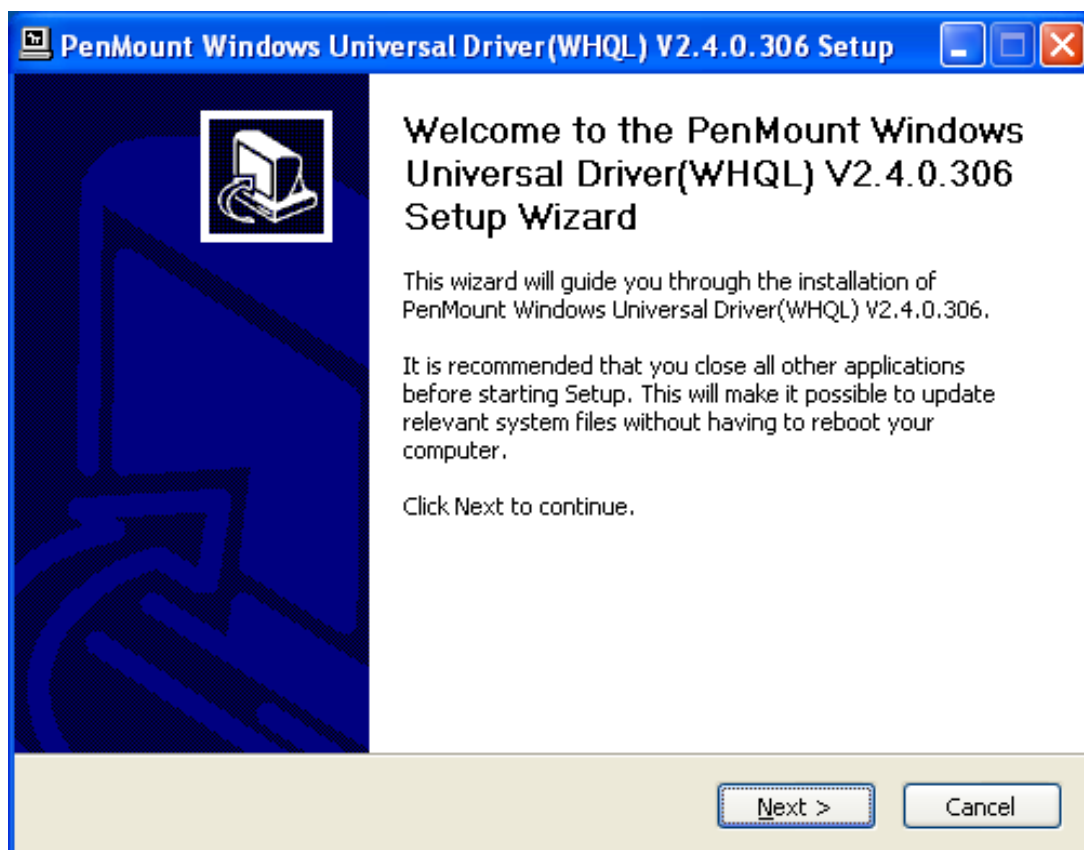 PenMount Windows Universal Driver(WHQL) V2.4.0.306 Setup
Welcome to the PenMount Windows
Universal Driver(WHQL) V2.4.0.306
Setup Wizard
This wizard will guide you through the installation of
PenMount Windows Universal Driver(WHQL) V2.4.0.306.
It is recommended that you close all other applications
before starting Setup. This will make it possible to update
relevant system files without having to reboot your
computer.
Click Next to continue.
Next >
Cancel